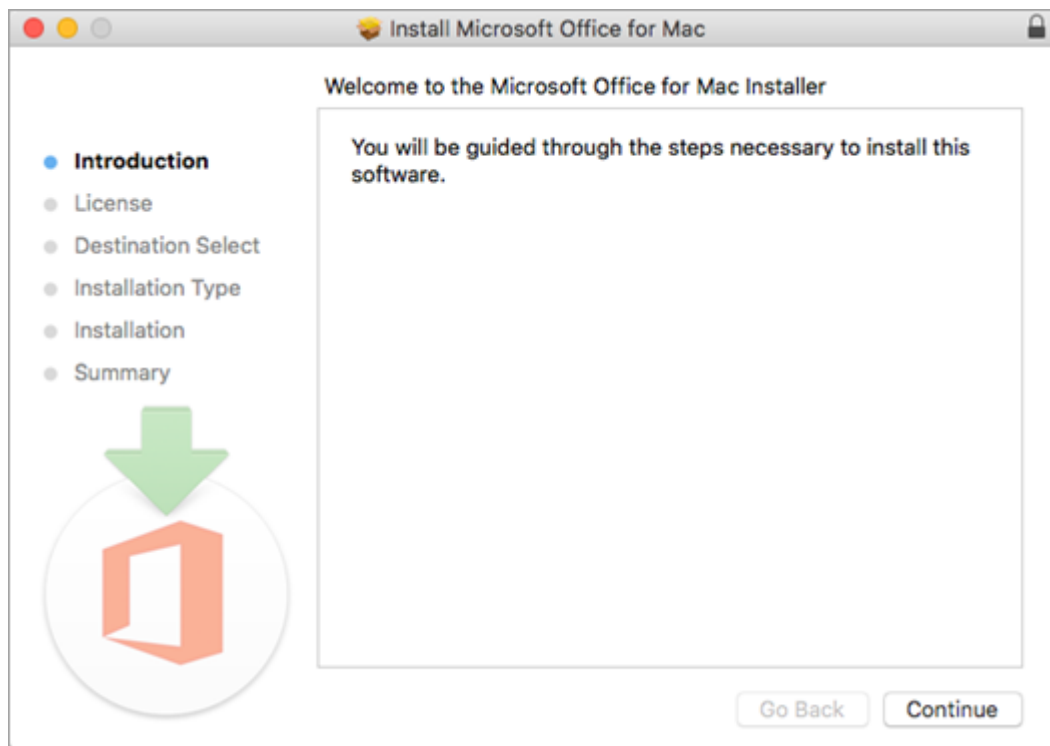 Install Microsoft Office for Mac
Welcome to the Microsoft Office for Mac Installer
Introduction
License
Destination Select
Installation Type
Installation
Summary
You will be guided through the steps necessary to install this
software.
Go Back
Continue